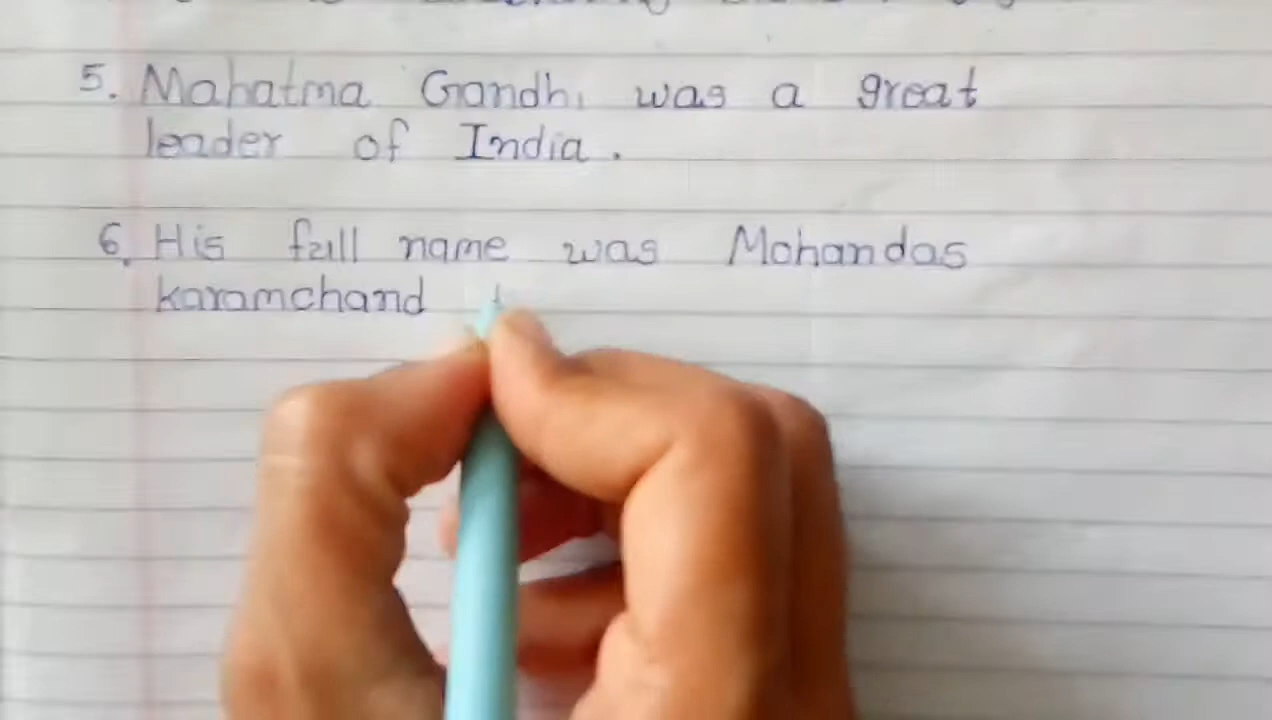 5. Mahatma Gandhi was a great
leader of India.
6. His full name was Mohandas
karamchand